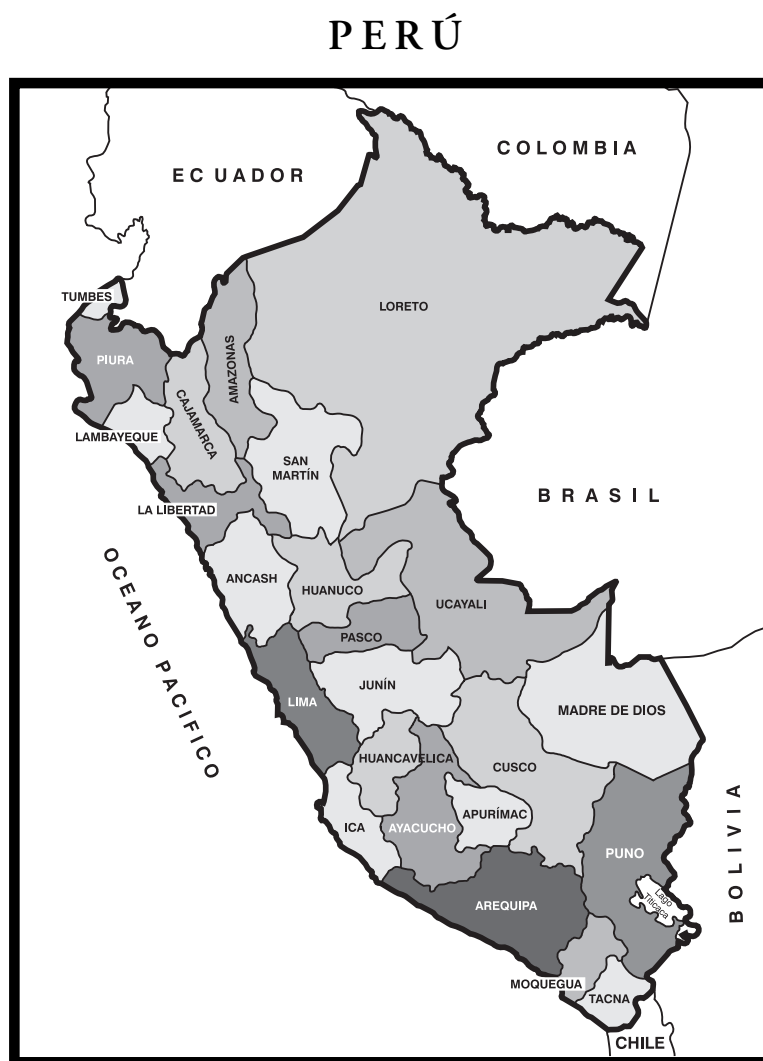 PERÚ
COLOMBIA
ECUADOR
TUMBES
LORETO
PIURA
AMAZONAS
CAJAMARCA
LAMBAYEQUE
SAN
MARTÍN
BRASIL
LA LIBERTAD
OCEANO PACIFICO
ANCASH
HUANUCO
UCAYALI
PASCO
JUNÍN
LIMA
MADRE DE DIOS
HUANCAVELICA
CUSCO
ICA
AYACUCHO
APURÍMAC
PUNO
BOLIVIA
Lago
Titicaca
AREQUIPA
MOQUEGUA
TACNA
CHILE